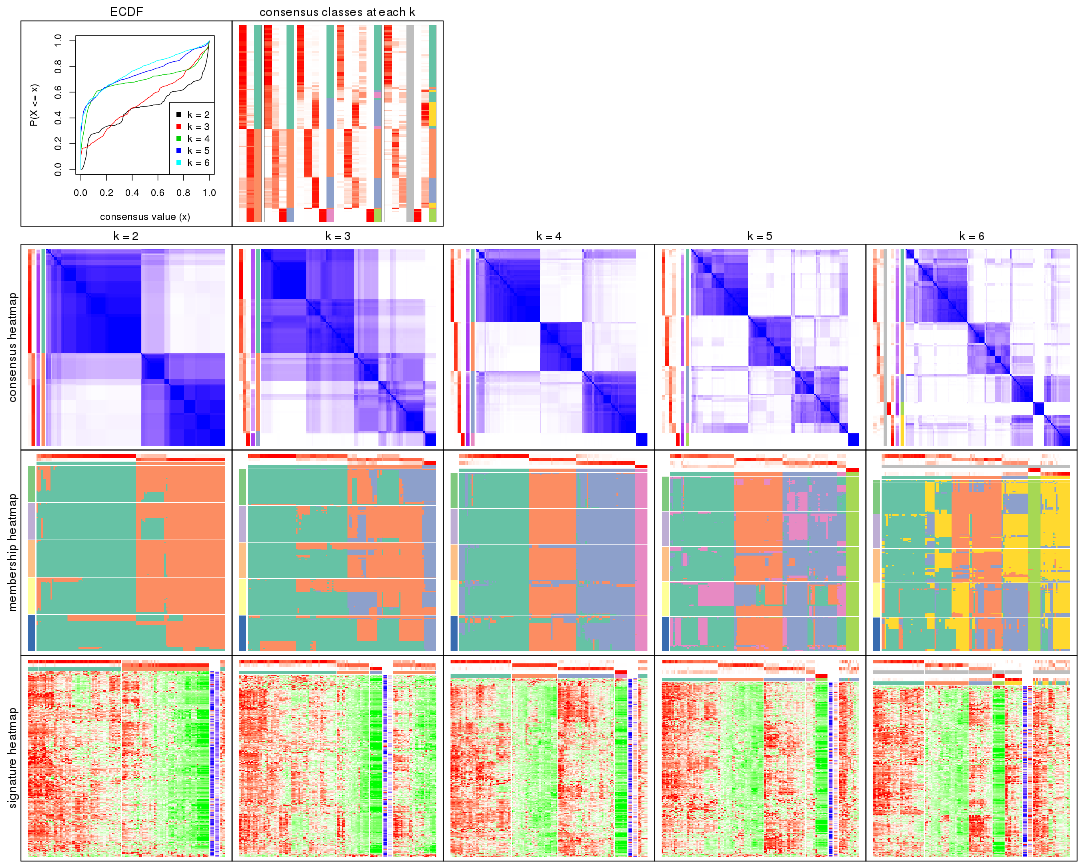 ECDF
consensus classes at each k
P(X <= x)
1.0
0.8
0.6
0.4
0.2
0.0
k = 2
k = 3
k = 4
k = 5
k = 6
0.0 0.2 0.4 0.6 0.8 1.0
consensus value (x)
k = 2
k = 3
k = 4
k = 5
k = 6
consensus heatmap
membership heatmap
signature heatmap